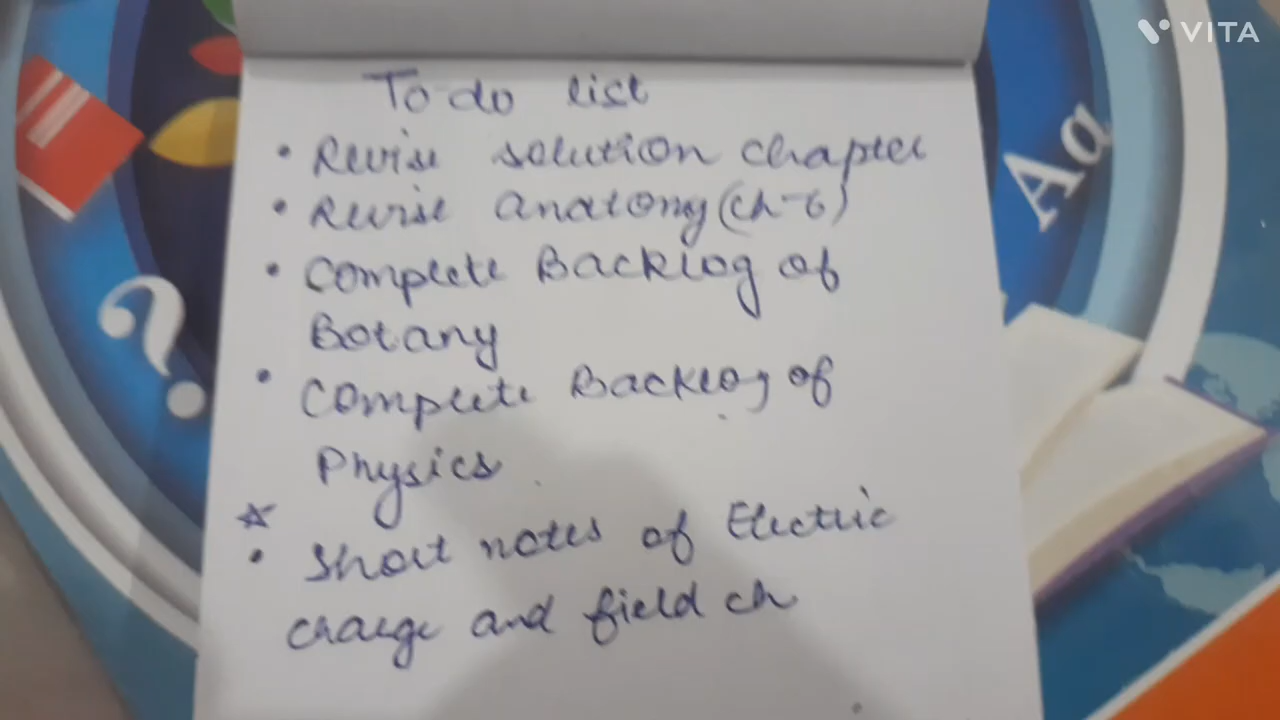 VITA
To-do list
• Revise solution chapter
• Revise anatomy (ch-6)
• Complete Backlog of
Botany
• Complete Backlog of
Physics
☆
• Short notes of Electric
charge and field ch
Aa
?